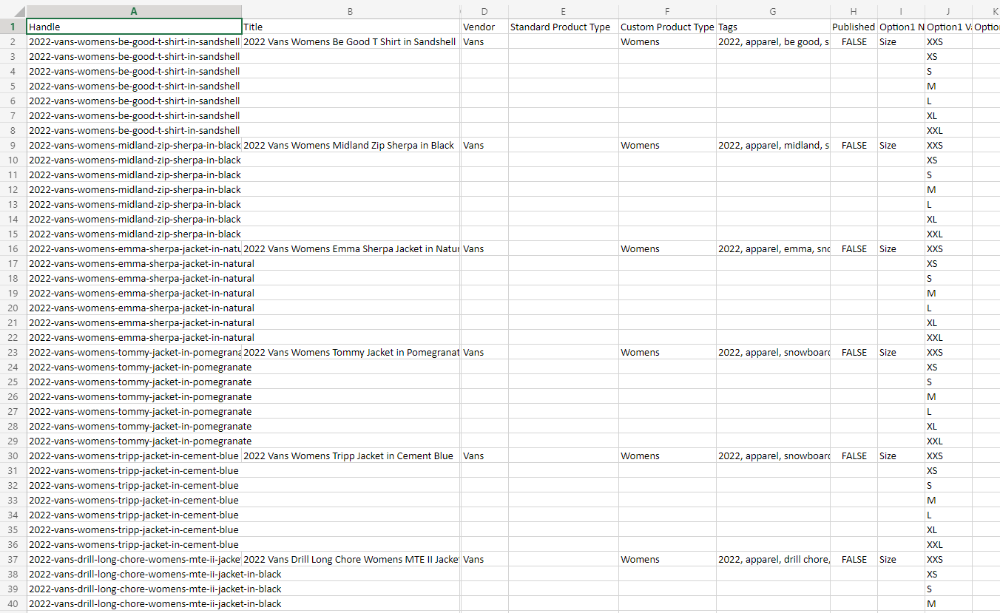 A B D E F G H I J K
1 Handle Title Vendor Standard Product Type Custom Product Type Tags Published Option1 N Option1 Va Optio
2 2022-vans-womens-be-good-t-shirt-in-sandshell 2022 Vans Womens Be Good T Shirt in Sandshell Vans Womens 2022, apparel, be good, s FALSE Size XXS
3 2022-vans-womens-be-good-t-shirt-in-sandshell XS
4 2022-vans-womens-be-good-t-shirt-in-sandshell S
5 2022-vans-womens-be-good-t-shirt-in-sandshell M
6 2022-vans-womens-be-good-t-shirt-in-sandshell L
7 2022-vans-womens-be-good-t-shirt-in-sandshell XL
8 2022-vans-womens-be-good-t-shirt-in-sandshell XXL
9 2022-vans-womens-midland-zip-sherpa-in-black 2022 Vans Womens Midland Zip Sherpa in Black Vans Womens 2022, apparel, midland, s FALSE Size XXS
10 2022-vans-womens-midland-zip-sherpa-in-black XS
11 2022-vans-womens-midland-zip-sherpa-in-black S
12 2022-vans-womens-midland-zip-sherpa-in-black M
13 2022-vans-womens-midland-zip-sherpa-in-black L
14 2022-vans-womens-midland-zip-sherpa-in-black XL
15 2022-vans-womens-midland-zip-sherpa-in-black XXL
16 2022-vans-womens-emma-sherpa-jacket-in-natu 2022 Vans Womens Emma Sherpa Jacket in Natur Vans Womens 2022, apparel, emma, sno FALSE Size XXS
17 2022-vans-womens-emma-sherpa-jacket-in-natural XS
18 2022-vans-womens-emma-sherpa-jacket-in-natural S
19 2022-vans-womens-emma-sherpa-jacket-in-natural M
20 2022-vans-womens-emma-sherpa-jacket-in-natural L
21 2022-vans-womens-emma-sherpa-jacket-in-natural XL
22 2022-vans-womens-emma-sherpa-jacket-in-natural XXL
23 2022-vans-womens-tommy-jacket-in-pomegrana 2022 Vans Womens Tommy Jacket in Pomegranat Vans Womens 2022, apparel, snowboard FALSE Size XXS
24 2022-vans-womens-tommy-jacket-in-pomegranate XS
25 2022-vans-womens-tommy-jacket-in-pomegranate S
26 2022-vans-womens-tommy-jacket-in-pomegranate M
27 2022-vans-womens-tommy-jacket-in-pomegranate L
28 2022-vans-womens-tommy-jacket-in-pomegranate XL
29 2022-vans-womens-tommy-jacket-in-pomegranate XXL
30 2022-vans-womens-tripp-jacket-in-cement-blue 2022 Vans Womens Tripp Jacket in Cement Blue Vans Womens 2022, apparel, snowboard FALSE Size XXS
31 2022-vans-womens-tripp-jacket-in-cement-blue XS
32 2022-vans-womens-tripp-jacket-in-cement-blue S
33 2022-vans-womens-tripp-jacket-in-cement-blue M
34 2022-vans-womens-tripp-jacket-in-cement-blue L
35 2022-vans-womens-tripp-jacket-in-cement-blue XL
36 2022-vans-womens-tripp-jacket-in-cement-blue XXL
37 2022-vans-drill-long-chore-womens-mte-ii-jacke 2022 Vans Drill Long Chore Womens MTE II Jacke Vans Womens 2022, apparel, drill chore, FALSE Size XXS
38 2022-vans-drill-long-chore-womens-mte-ii-jacket-in-black XS
39 2022-vans-drill-long-chore-womens-mte-ii-jacket-in-black S
40 2022-vans-drill-long-chore-womens-mte-ii-jacket-in-black M